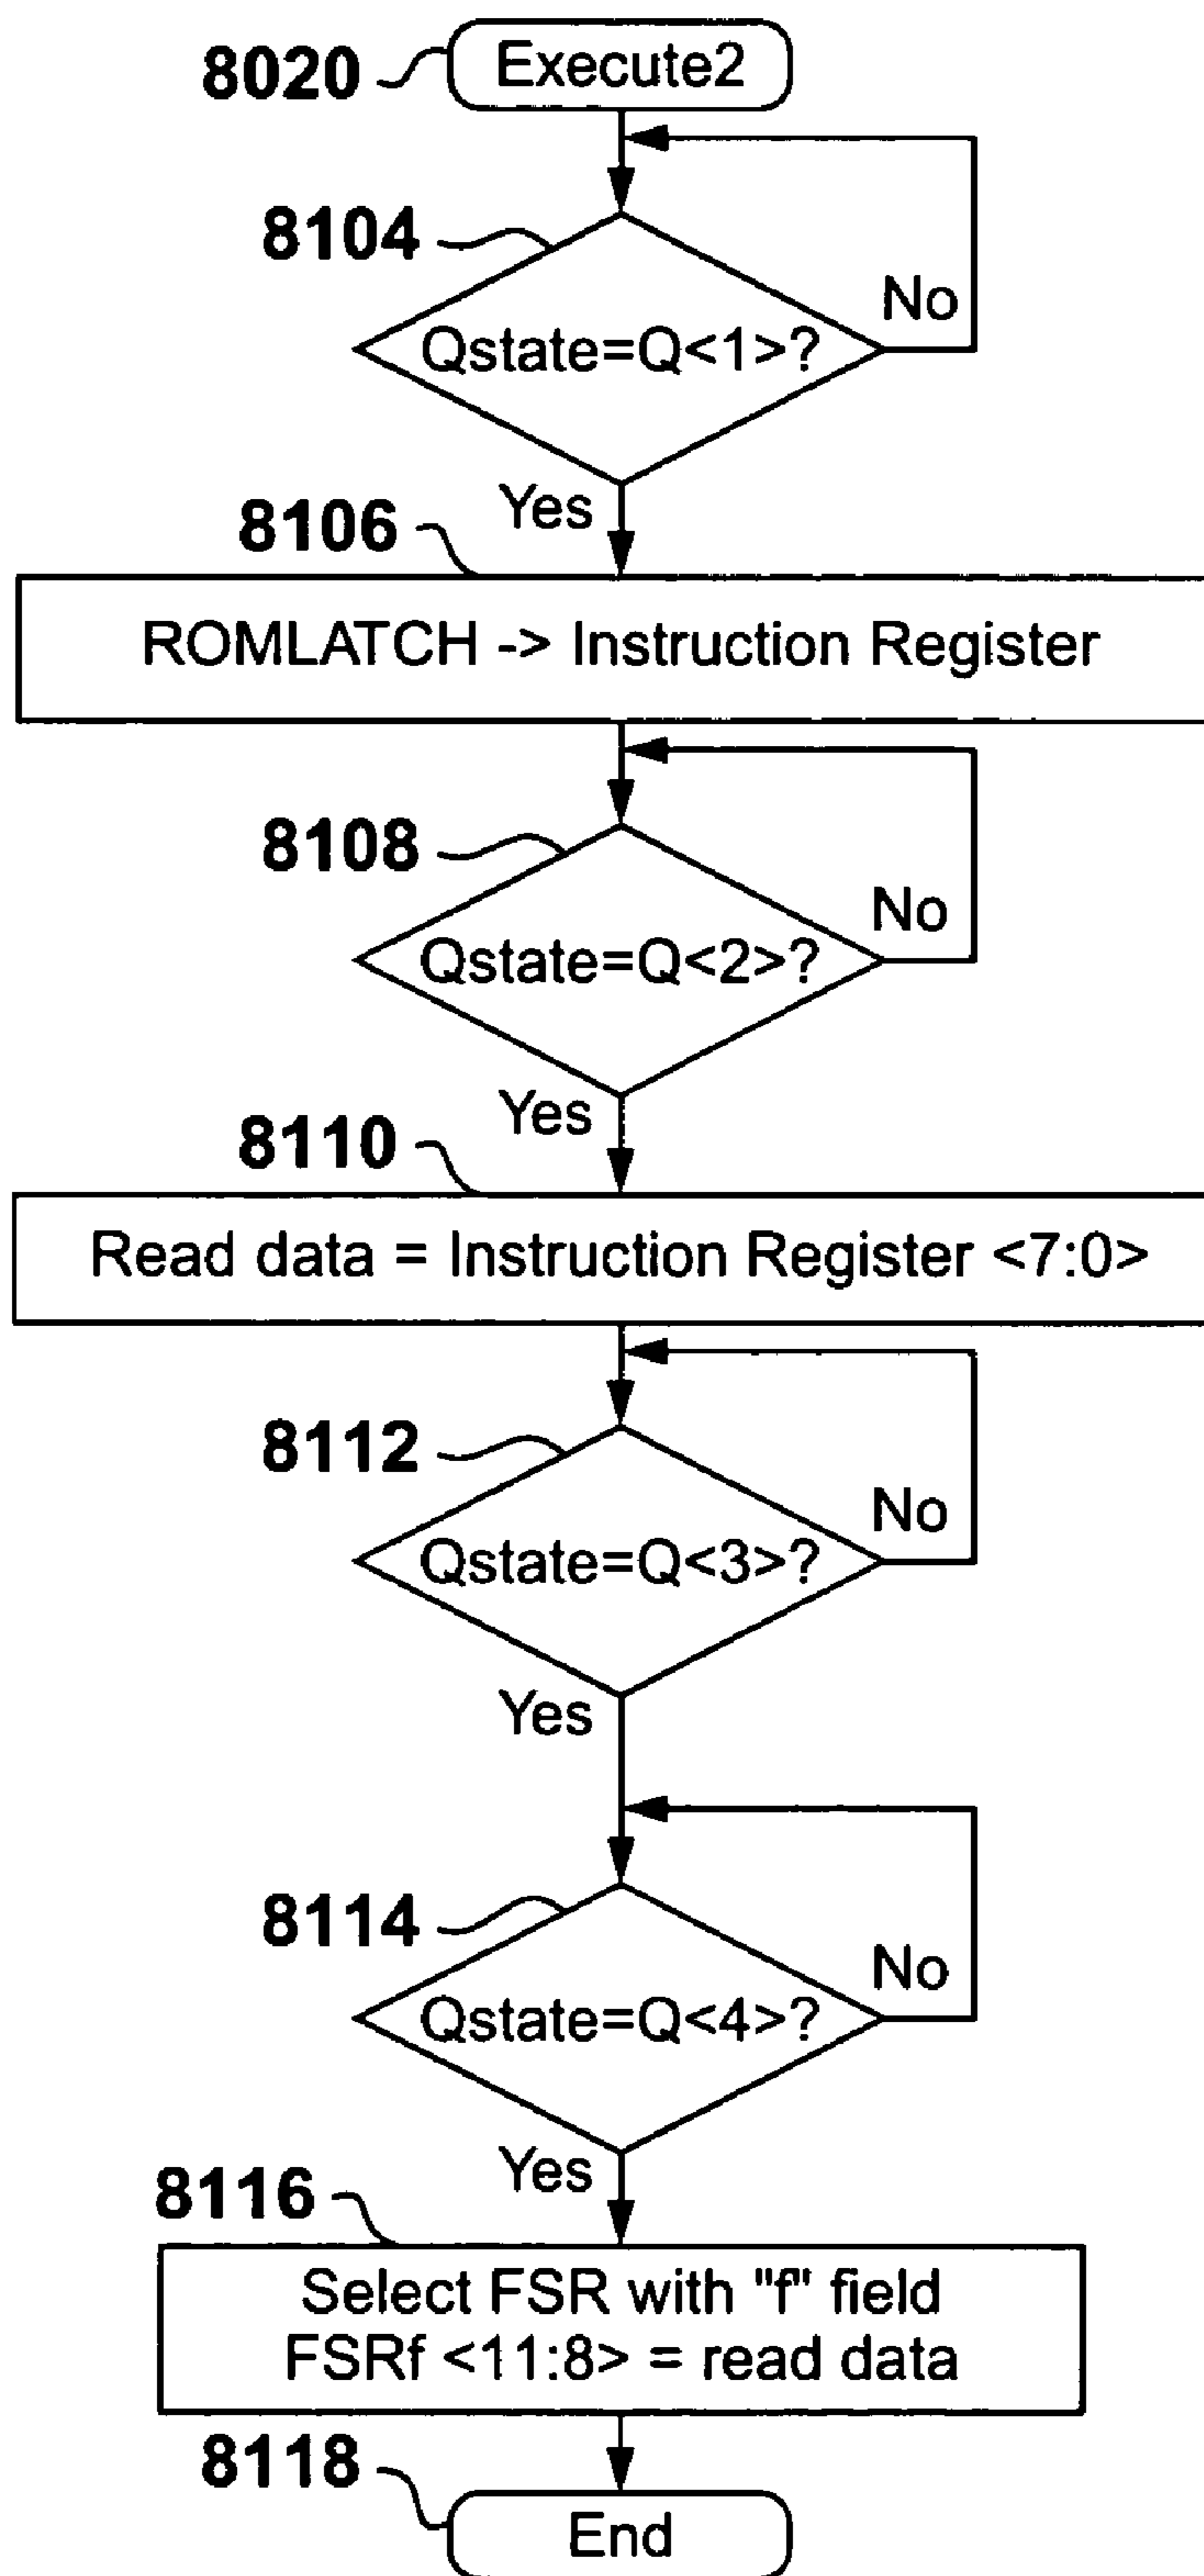 8020
Execute2
8104
No
Qstate=Q<1>?
Yes
8106
ROMLATCH -> Instruction Register
8108
No
Qstate=Q<2>?
Yes
8110
Read data = Instruction Register <7:0>
8112
No
Qstate=Q<3>?
Yes
8114
No
Qstate=Q<4>?
Yes
8116
Select FSR with "f" field
FSRf <11:8> = read data
8118
End